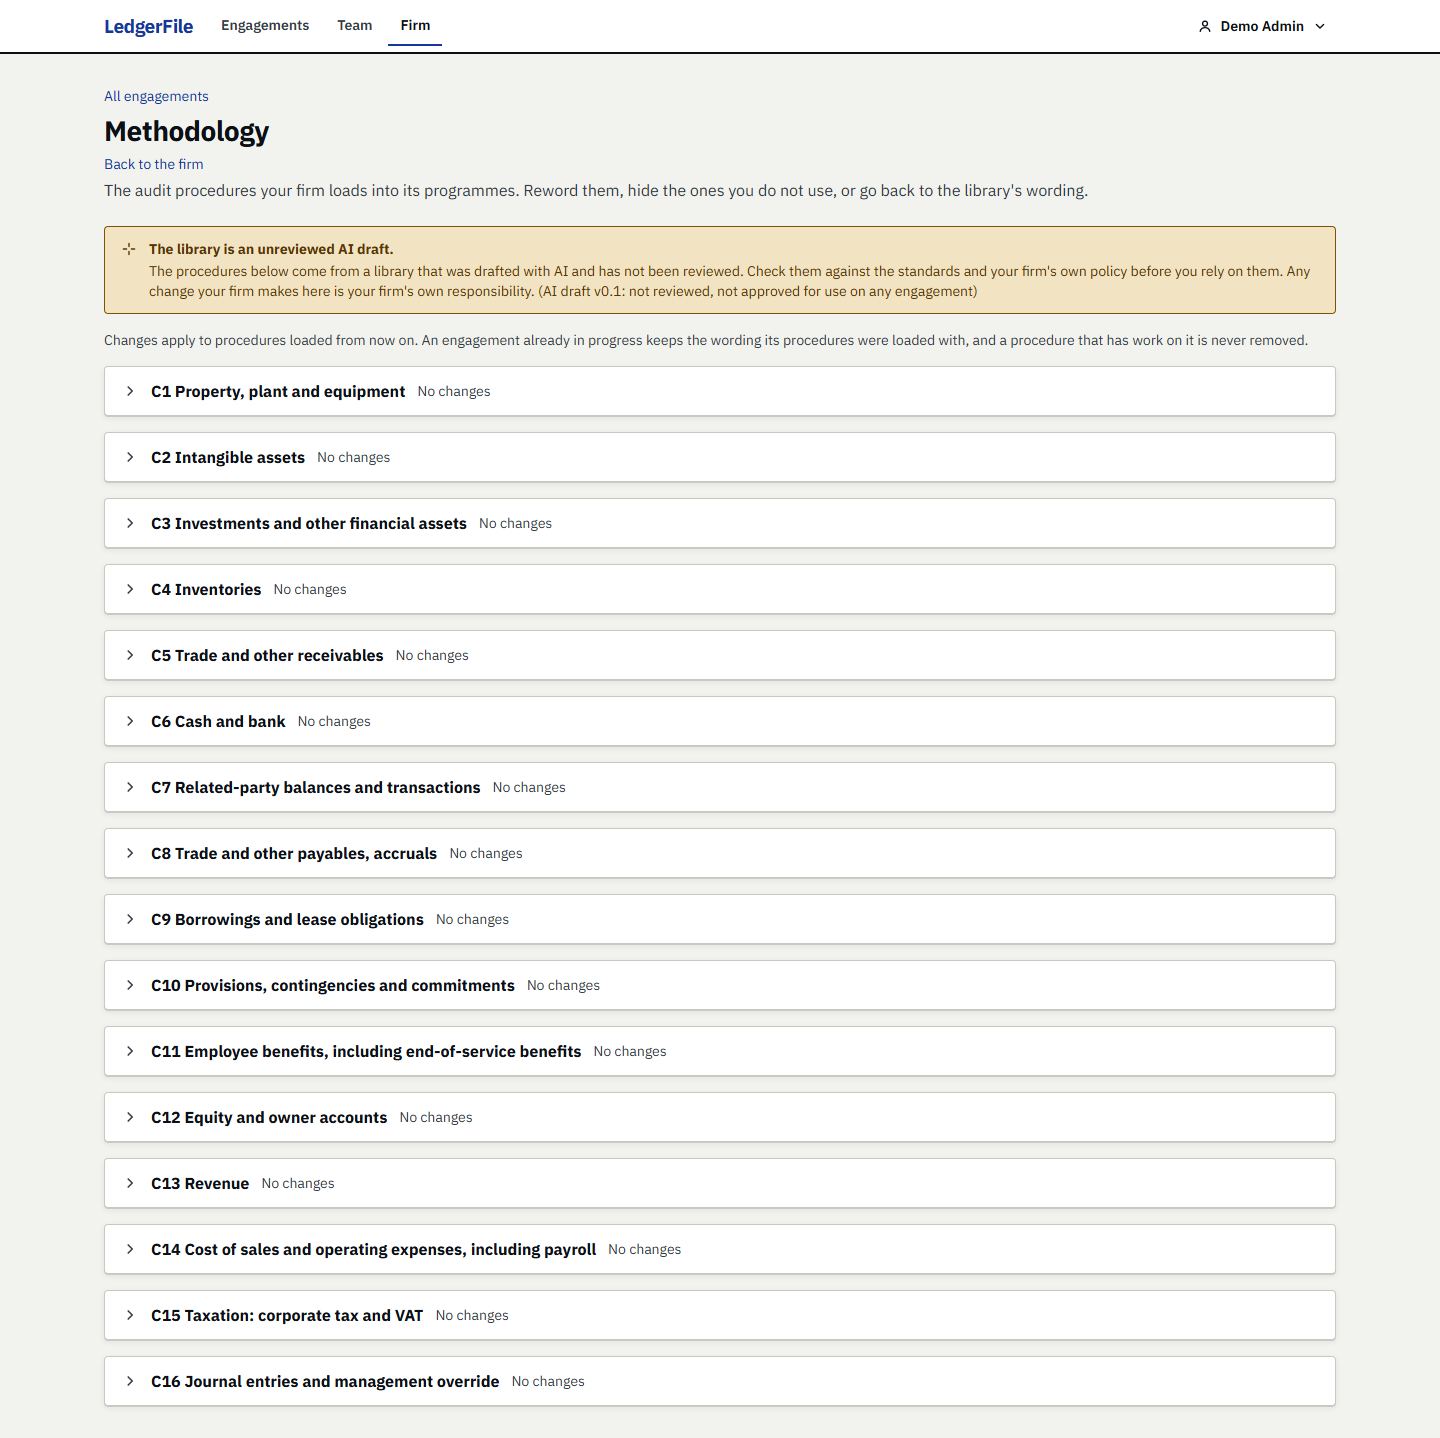 LedgerFile Engagements Team Firm Demo Admin
All engagements
Methodology
Back to the firm
The audit procedures your firm loads into its programmes. Reword them, hide the ones you do not use, or go back to the library's wording.
The library is an unreviewed AI draft.
The procedures below come from a library that was drafted with AI and has not been reviewed. Check them against the standards and your firm's own policy before you rely on them. Any
change your firm makes here is your firm's own responsibility. (AI draft v0.1: not reviewed, not approved for use on any engagement)
Changes apply to procedures loaded from now on. An engagement already in progress keeps the wording its procedures were loaded with, and a procedure that has work on it is never removed.
C1 Property, plant and equipment No changes
C2 Intangible assets No changes
C3 Investments and other financial assets No changes
C4 Inventories No changes
C5 Trade and other receivables No changes
C6 Cash and bank No changes
C7 Related-party balances and transactions No changes
C8 Trade and other payables, accruals No changes
C9 Borrowings and lease obligations No changes
C10 Provisions, contingencies and commitments No changes
C11 Employee benefits, including end-of-service benefits No changes
C12 Equity and owner accounts No changes
C13 Revenue No changes
C14 Cost of sales and operating expenses, including payroll No changes
C15 Taxation: corporate tax and VAT No changes
C16 Journal entries and management override No changes